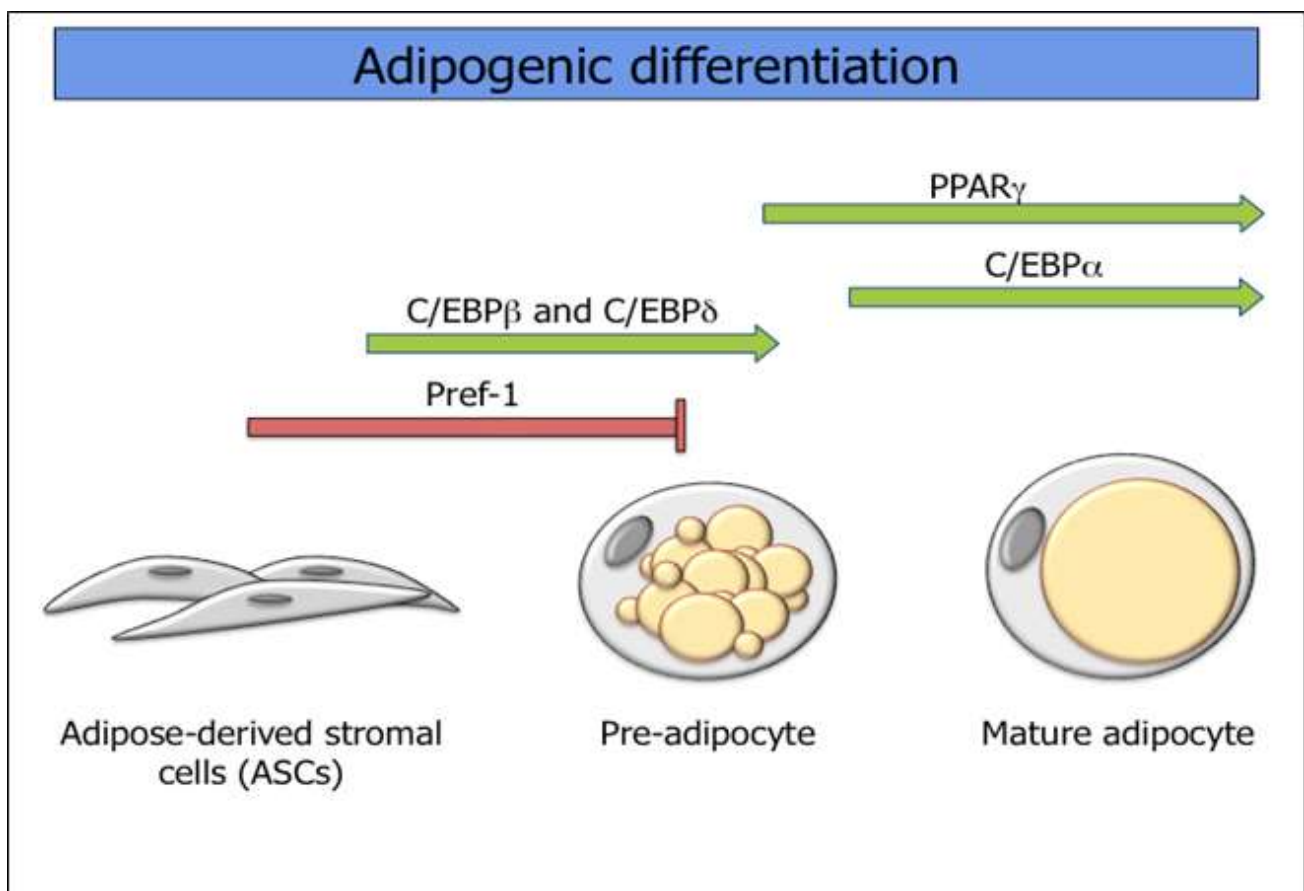 Adipogenic differentiation
PPARγ
C/EBPα
C/EBPβ and C/EBPδ
Pref-1
Adipose-derived stromal
cells (ASCs)
Pre-adipocyte
Mature adipocyte